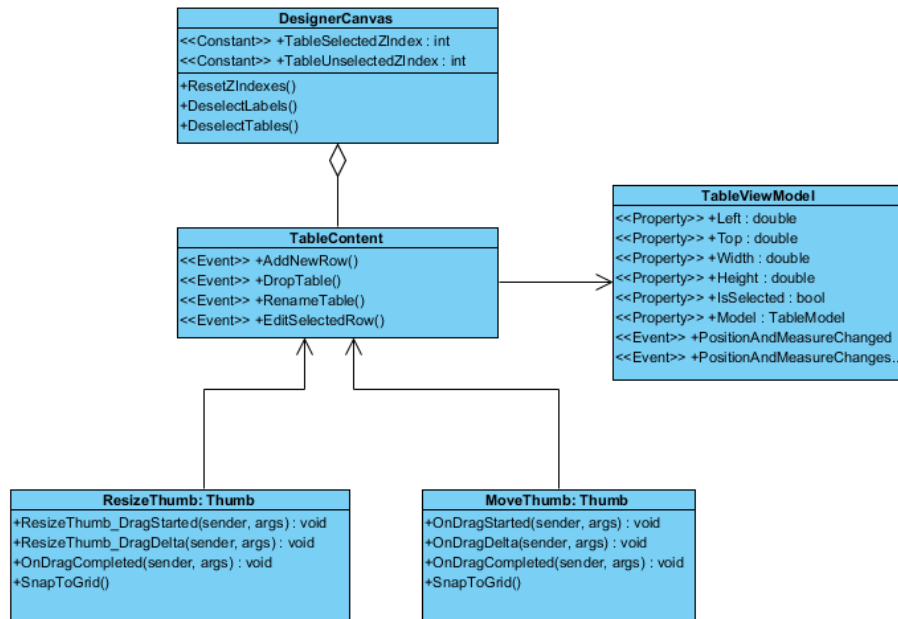 DesignerCanvas
<<Constant>> +TableSelectedZIndex : int
<<Constant>> +TableUnselectedZIndex : int
+ResetZIndexes()
+DeselectLabels()
+DeselectTables()
TableViewModel
<<Property>> +Left : double
<<Property>> +Top : double
<<Property>> +Width : double
<<Property>> +Height : double
<<Property>> +IsSelected : bool
<<Property>> +Model : TableModel
<<Event>> +PositionAndMeasureChanged
<<Event>> +PositionAndMeasureChanges...
TableContent
<<Event>> +AddNewRow()
<<Event>> +DropTable()
<<Event>> +RenameTable()
<<Event>> +EditSelectedRow()
ResizeThumb: Thumb
+ResizeThumb_DragStarted(sender, args) : void
+ResizeThumb_DragDelta(sender, args) : void
+OnDragCompleted(sender, args) : void
+SnapToGrid()
MoveThumb: Thumb
+OnDragStarted(sender, args) : void
+OnDragDelta(sender, args) : void
+OnDragCompleted(sender, args) : void
+SnapToGrid()